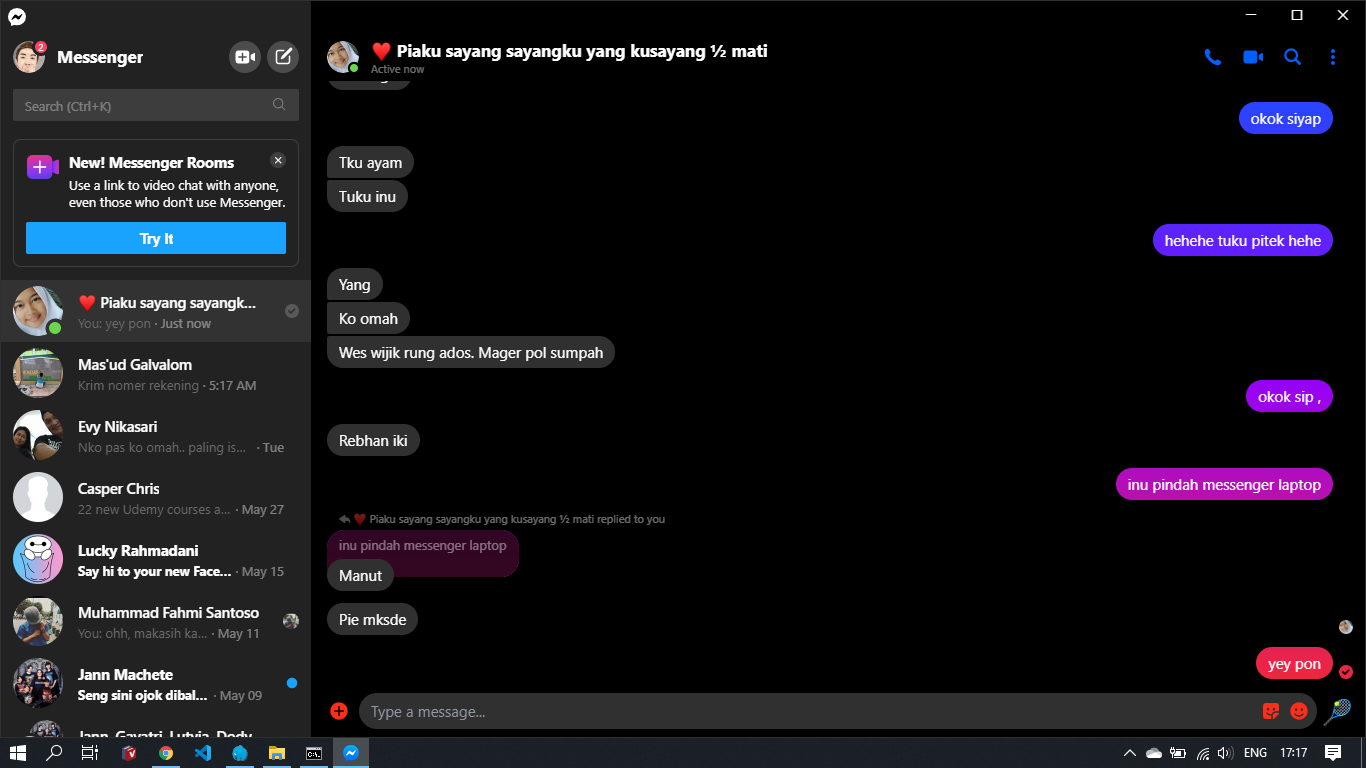 2
Messenger
Search (Ctrl+K)
New! Messenger Rooms
Use a link to video chat with anyone,
even those who don't use Messenger.
Try It
❤️ Piaku sayang sayangk...
You: yey pon · Just now
Mas'ud Galvalom
Krim nomer rekening · 5:17 AM
Evy Nikasari
Nko pas ko omah.. paling is... · Tue
Casper Chris
22 new Udemy courses a... · May 27
Lucky Rahmadani
Say hi to your new Face... · May 15
Muhammad Fahmi Santoso
You: ohh, makasih ka... · May 11
Jann Machete
Seng sini ojok dibal... · May 09
Jann, Gayatri, Lutvia, Dody
❤️ Piaku sayang sayangku yang kusayang ½ mati
Active now
okok siyap
Tku ayam
Tuku inu
hehehe tuku pitek hehe
Yang
Ko omah
Wes wijik rung ados. Mager pol sumpah
okok sip ,
Rebhan iki
inu pindah messenger laptop
❤️ Piaku sayang sayangku yang kusayang ½ mati replied to you
inu pindah messenger laptop
Manut
Pie mksde
yey pon
Type a message...
ENG
17:17